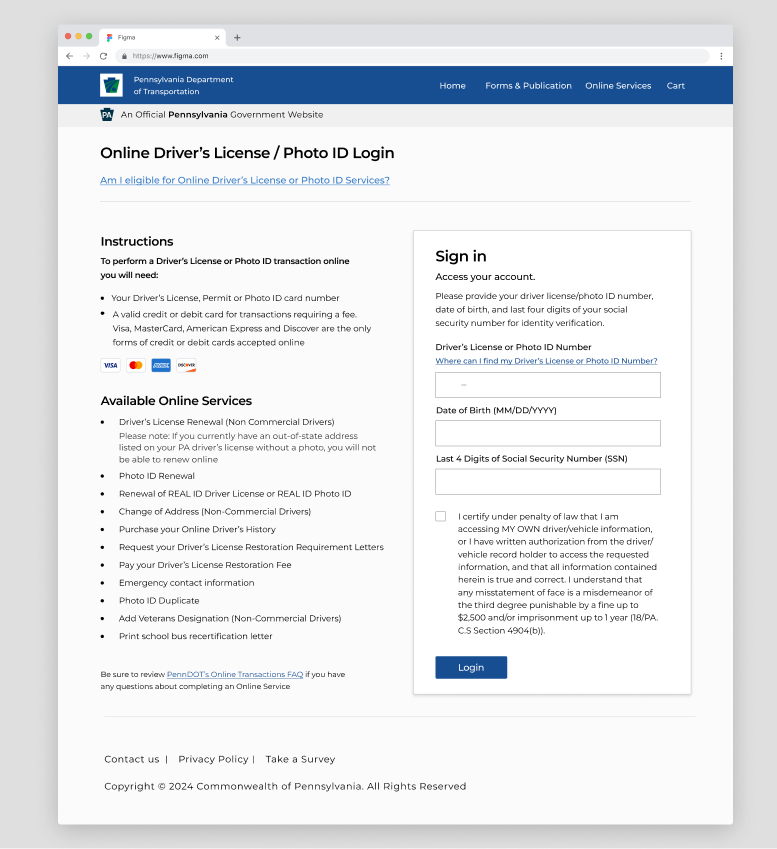 Figma
https://www.figma.com
Pennsylvania Department
of Transportation
Home Forms & Publication Online Services Cart
PA An Official Pennsylvania Government Website
Online Driver's License / Photo ID Login
Am I eligible for Online Driver's License or Photo ID Services?
Instructions
To perform a Driver's License or Photo ID transaction online
you will need:
• Your Driver's License, Permit or Photo ID card number
• A valid credit or debit card for transactions requiring a fee.
Visa, MasterCard, American Express and Discover are the only
forms of credit or debit cards accepted online
VISA DISCOVER
Available Online Services
• Driver's License Renewal (Non Commercial Drivers)
Please note: If you currently have an out-of-state address
listed on your PA driver's license without a photo, you will not
be able to renew online
• Photo ID Renewal
• Renewal of REAL ID Driver License or REAL ID Photo ID
• Change of Address (Non-Commercial Drivers)
• Purchase your Online Driver's History
• Request your Driver's License Restoration Requirement Letters
• Pay your Driver's License Restoration Fee
• Emergency contact information
• Photo ID Duplicate
• Add Veterans Designation (Non-Commercial Drivers)
• Print school bus recertification letter
Be sure to review PennDOT's Online Transactions FAQ if you have
any questions about completing an Online Service
Sign in
Access your account.
Please provide your driver license/photo ID number,
date of birth, and last four digits of your social
security number for identity verification.
Driver's License or Photo ID Number
Where can I find my Driver's License or Photo ID Number?
–
Date of Birth (MM/DD/YYYY)
Last 4 Digits of Social Security Number (SSN)
I certify under penalty of law that I am
accessing MY OWN driver/vehicle information,
or I have written authorization from the driver/
vehicle record holder to access the requested
information, and that all information contained
herein is true and correct. I understand that
any misstatement of face is a misdemeanor of
the third degree punishable by a fine up to
$2,500 and/or imprisonment up to 1 year (18/PA.
C.S Section 4904(b)).
Login
Contact us | Privacy Policy | Take a Survey
Copyright © 2024 Commonwealth of Pennsylvania. All Rights Reserved